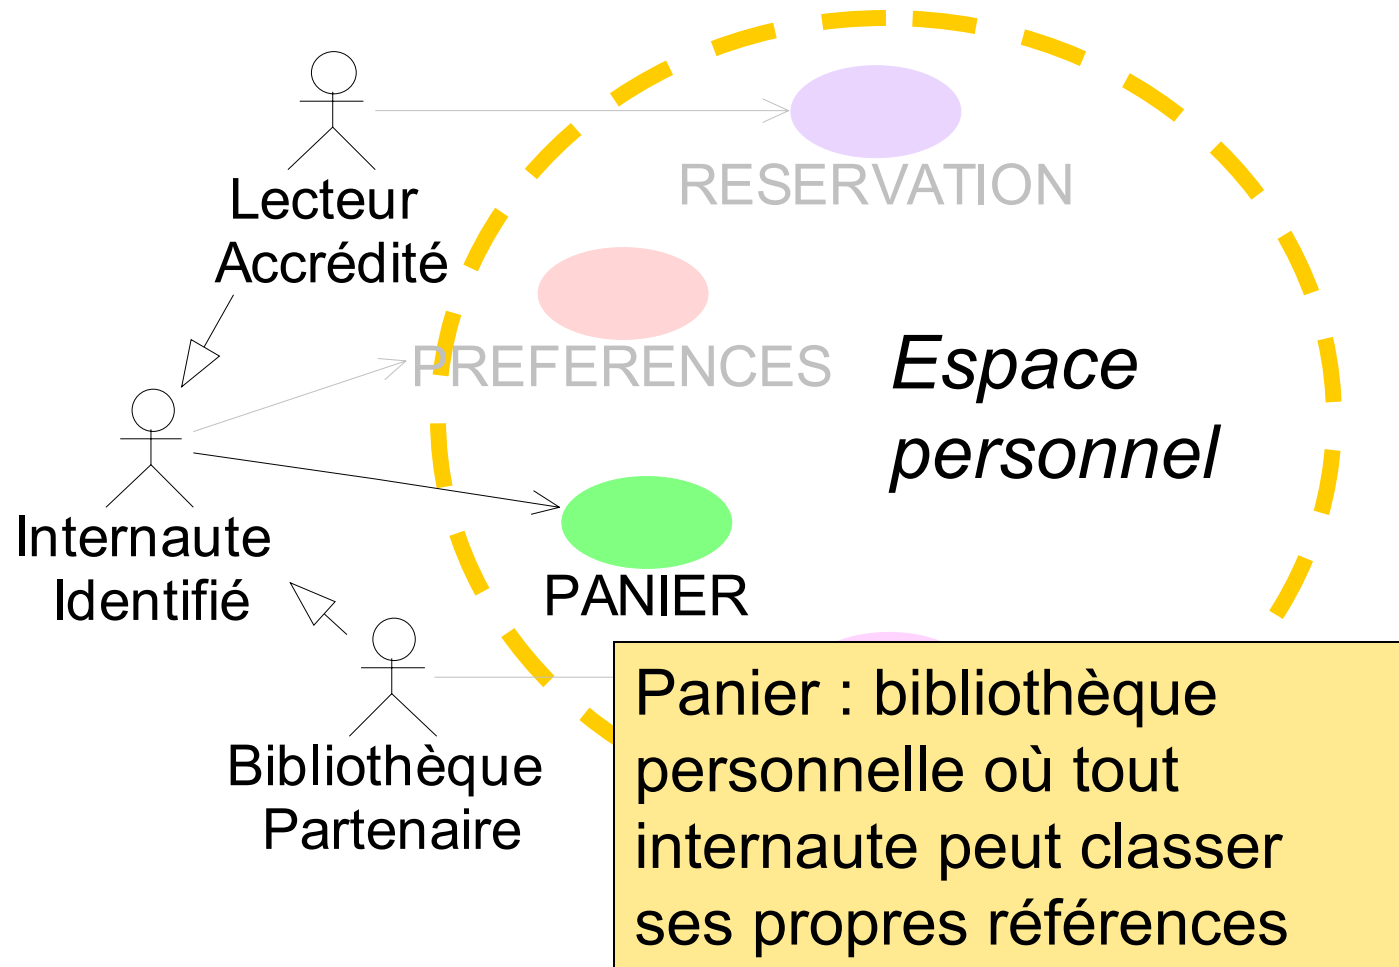 Lecteur
Accrédité
RESERVATION
PREFERENCES
Espace
personnel
Internaute
Identifié
PANIER
Bibliothèque
Partenaire
Panier : bibliothèque
personnelle où tout
internaute peut classer
ses propres références